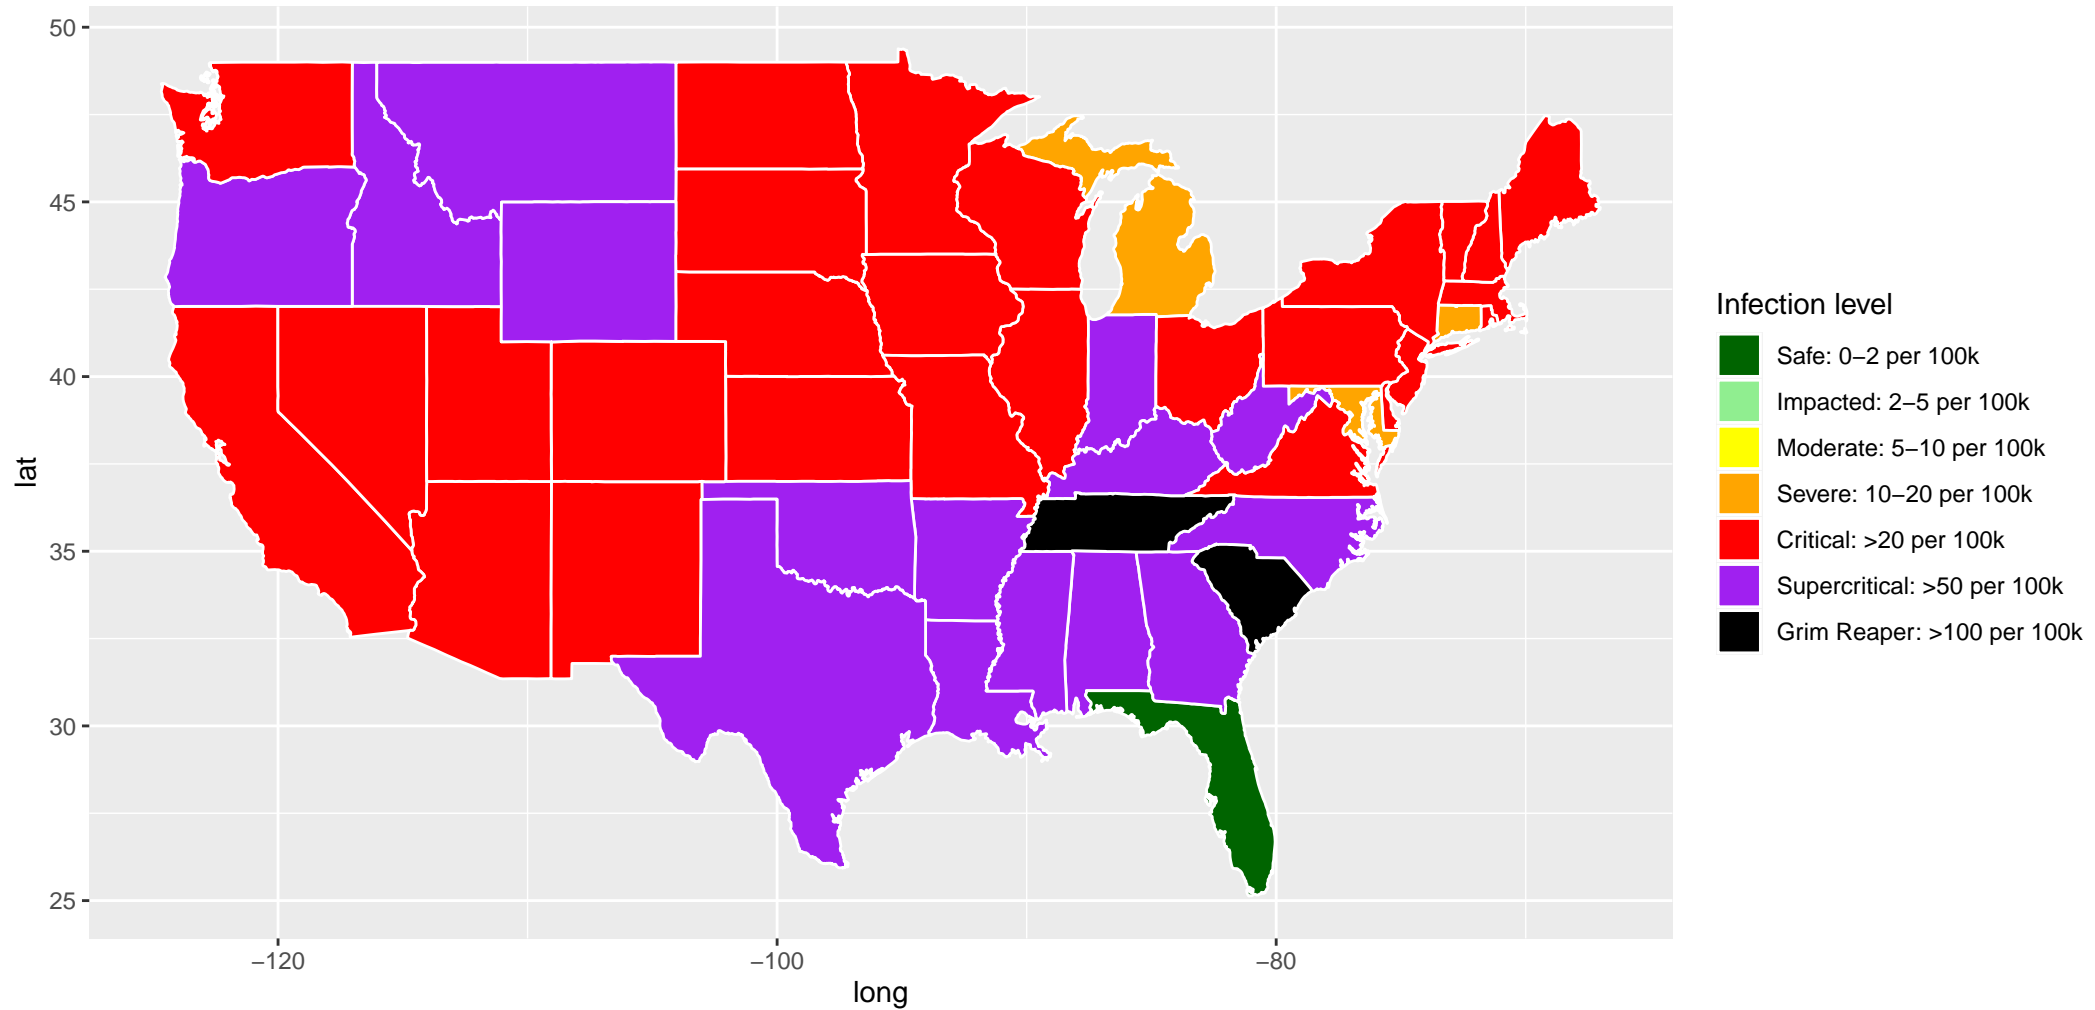 50
45
40
35
30
25
lat
−120
−100
−80
long
Infection level
Safe: 0−2 per 100k
Impacted: 2−5 per 100k
Moderate: 5−10 per 100k
Severe: 10−20 per 100k
Critical: >20 per 100k
Supercritical: >50 per 100k
Grim Reaper: >100 per 100k